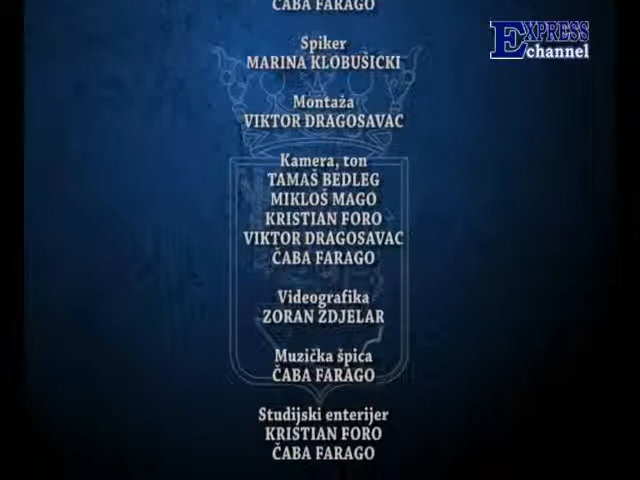 ČABA FARAGO
EXPRESS
channel
Spiker
MARINA KLOBUŠICKI
Montaža
VIKTOR DRAGOSAVAC
Kamera, ton
TAMAŠ BEDLEG
MIKLOŠ MAGO
KRISTIAN FORO
VIKTOR DRAGOSAVAC
ČABA FARAGO
Videografika
ZORAN ŽDJELAR
Muzička špica
ČABA FARAGO
Studijski enterijer
KRISTIAN FORO
ČABA FARAGO